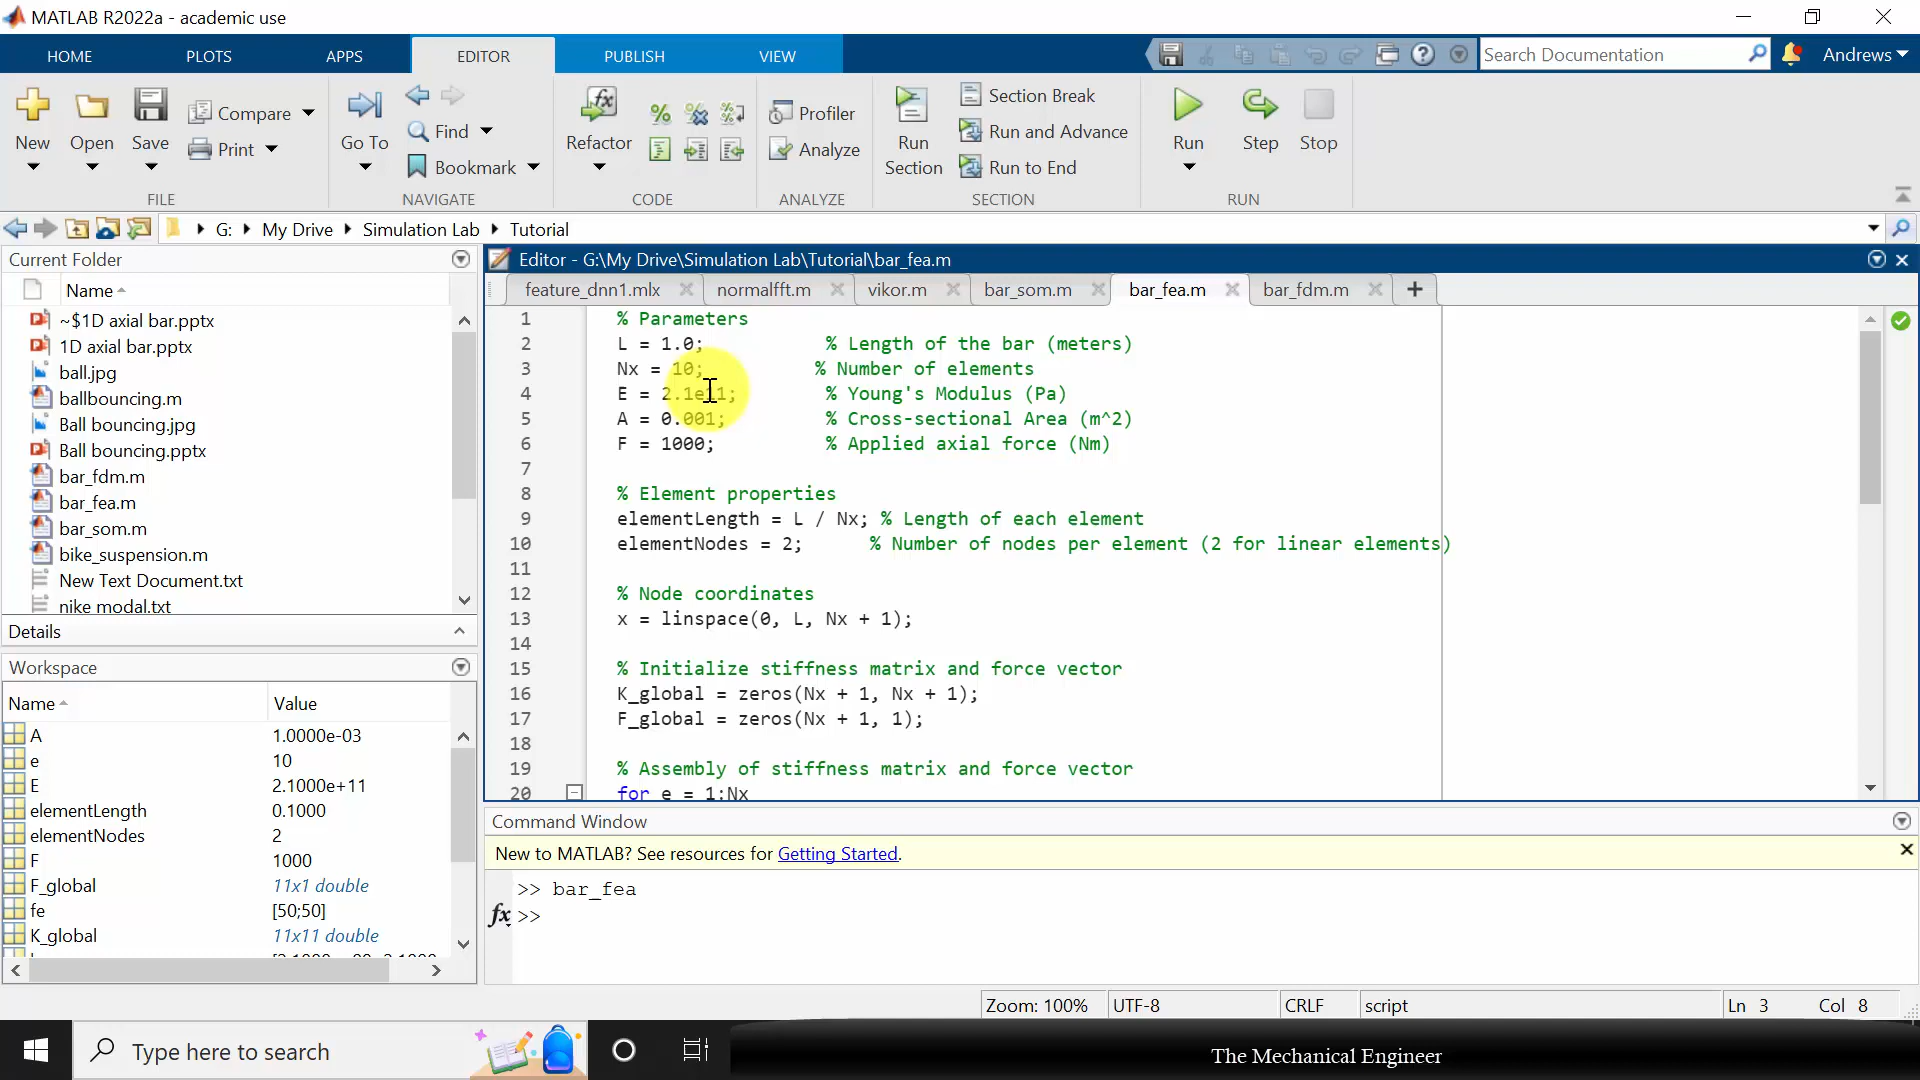 MATLAB R2022a - academic use
HOME PLOTS APPS EDITOR PUBLISH VIEW
Search Documentation
Andrews
New Open Save Compare Print
Go To Find Bookmark
Refactor
Profiler Analyze
Run Section
Section Break
Run and Advance
Run to End
Run Step Stop
FILE NAVIGATE CODE ANALYZE SECTION RUN
G: My Drive Simulation Lab Tutorial
Current Folder
Name
~$1D axial bar.pptx
1D axial bar.pptx
ball.jpg
ballbouncing.m
Ball bouncing.jpg
Ball bouncing.pptx
bar_fdm.m
bar_fea.m
bar_som.m
bike_suspension.m
New Text Document.txt
nike modal.txt
Details
Workspace
Name Value
A 1.0000e-03
e 10
E 2.1000e+11
elementLength 0.1000
elementNodes 2
F 1000
F_global 11x1 double
fe [50;50]
K_global 11x11 double
Editor - G:\My Drive\Simulation Lab\Tutorial\bar_fea.m
feature_dnn1.mlx normalfft.m vikor.m bar_som.m bar_fea.m bar_fdm.m
1 % Parameters
2 L = 1.0; % Length of the bar (meters)
3 Nx = 10; % Number of elements
4 E = 2.1e11; % Young's Modulus (Pa)
5 A = 0.001; % Cross-sectional Area (m^2)
6 F = 1000; % Applied axial force (Nm)
7
8 % Element properties
9 elementLength = L / Nx; % Length of each element
10 elementNodes = 2; % Number of nodes per element (2 for linear elements)
11
12 % Node coordinates
13 x = linspace(0, L, Nx + 1);
14
15 % Initialize stiffness matrix and force vector
16 K_global = zeros(Nx + 1, Nx + 1);
17 F_global = zeros(Nx + 1, 1);
18
19 % Assembly of stiffness matrix and force vector
20 for e = 1:Nx
Command Window
New to MATLAB? See resources for Getting Started.
>> bar_fea
fx >>
Zoom: 100% UTF-8 CRLF script Ln 3 Col 8
Type here to search
The Mechanical Engineer